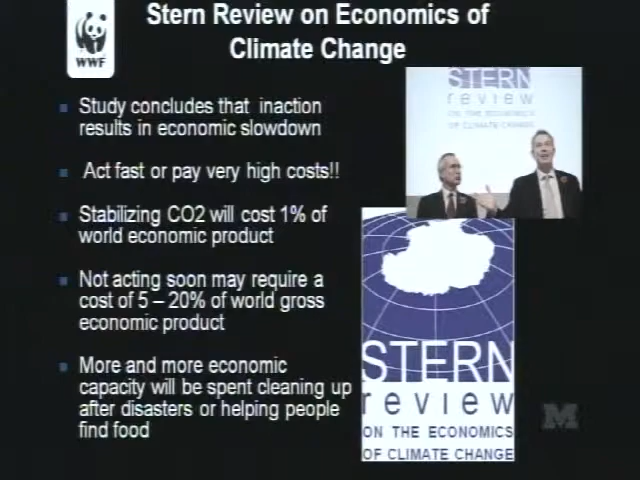 Stern Review on Economics of
Climate Change
WWF
Study concludes that inaction
results in economic slowdown
Act fast or pay very high costs!!
Stabilizing CO2 will cost 1% of
world economic product
Not acting soon may require a
cost of 5 – 20% of world gross
economic product
More and more economic
capacity will be spent cleaning up
after disasters or helping people
find food
STERN
review
ON THE ECONOMICS
OF CLIMATE CHANGE
STERN
review
ON THE ECONOMICS
OF CLIMATE CHANGE
M